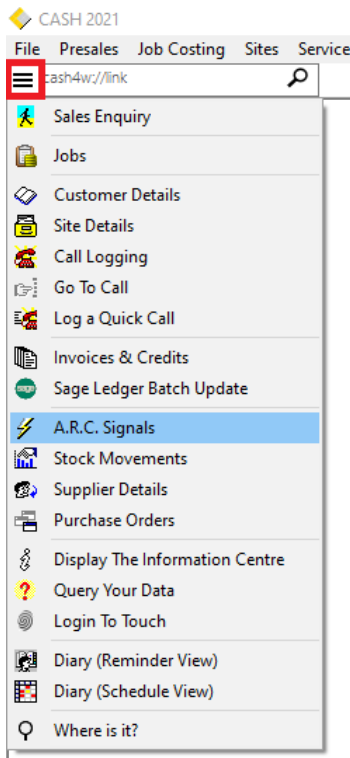 CASH 2021
File Presales Job Costing Sites Service
cash4w://link
Sales Enquiry
Jobs
Customer Details
Site Details
Call Logging
Go To Call
Log a Quick Call
Invoices & Credits
sage Sage Ledger Batch Update
A.R.C. Signals
Stock Movements
Supplier Details
Purchase Orders
Display The Information Centre
? Query Your Data
Login To Touch
Diary (Reminder View)
Diary (Schedule View)
Where is it?